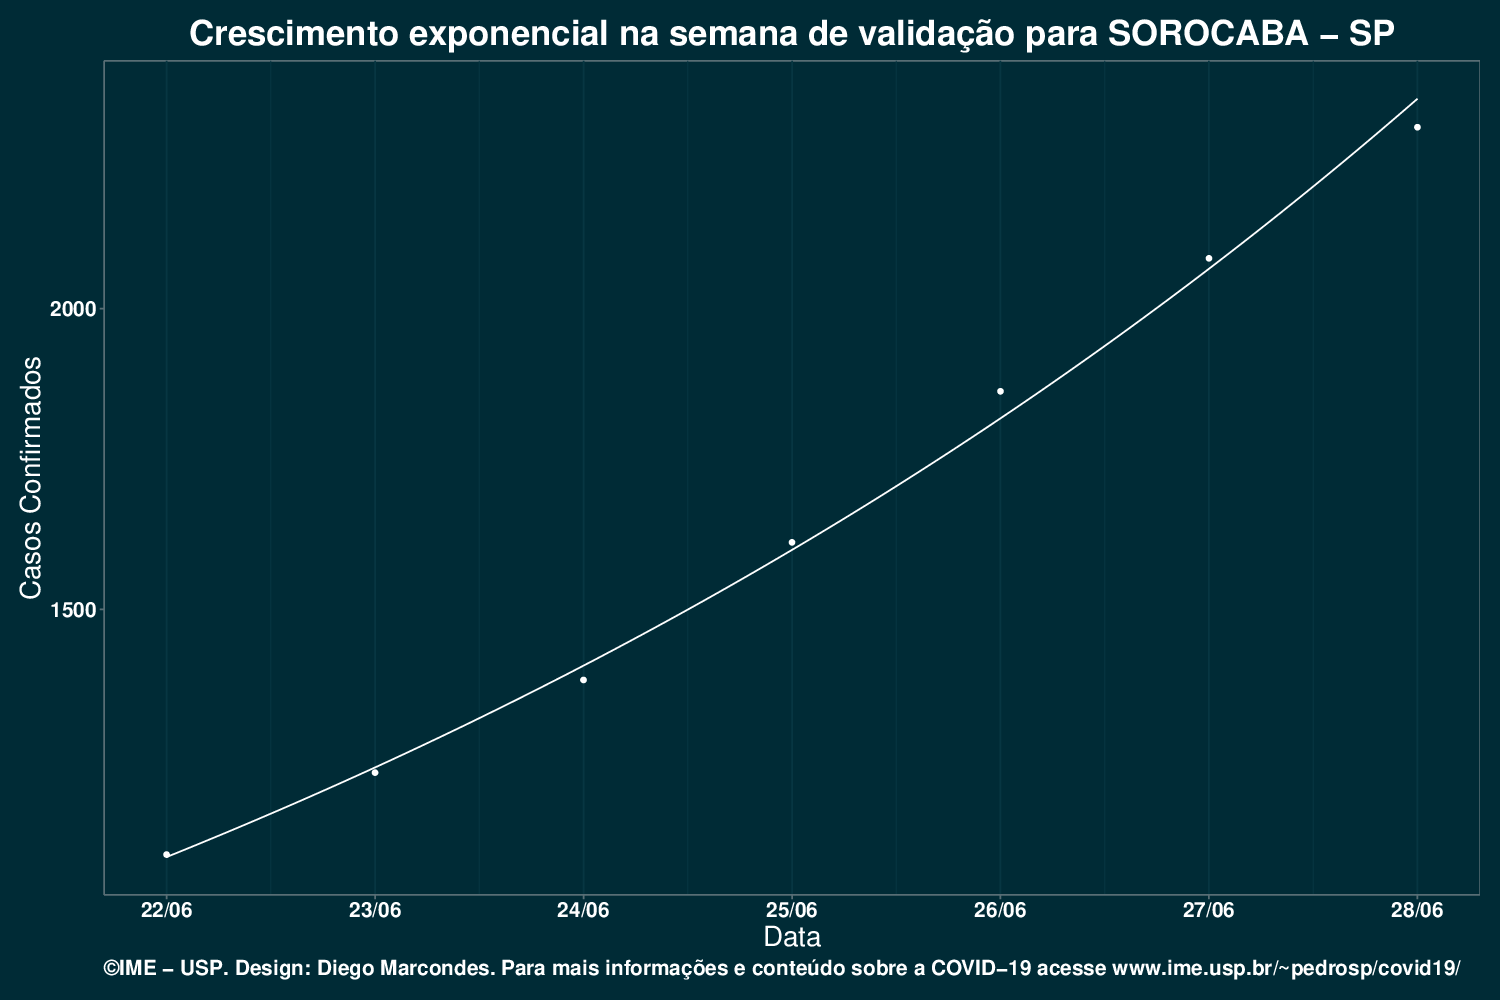 Crescimento exponencial na semana de validação para SOROCABA − SP
Casos Confirmados
2000
1500
22/06 23/06 24/06 25/06 26/06 27/06 28/06
Data
©IME − USP. Design: Diego Marcondes. Para mais informações e conteúdo sobre a COVID−19 acesse www.ime.usp.br/~pedrosp/covid19/